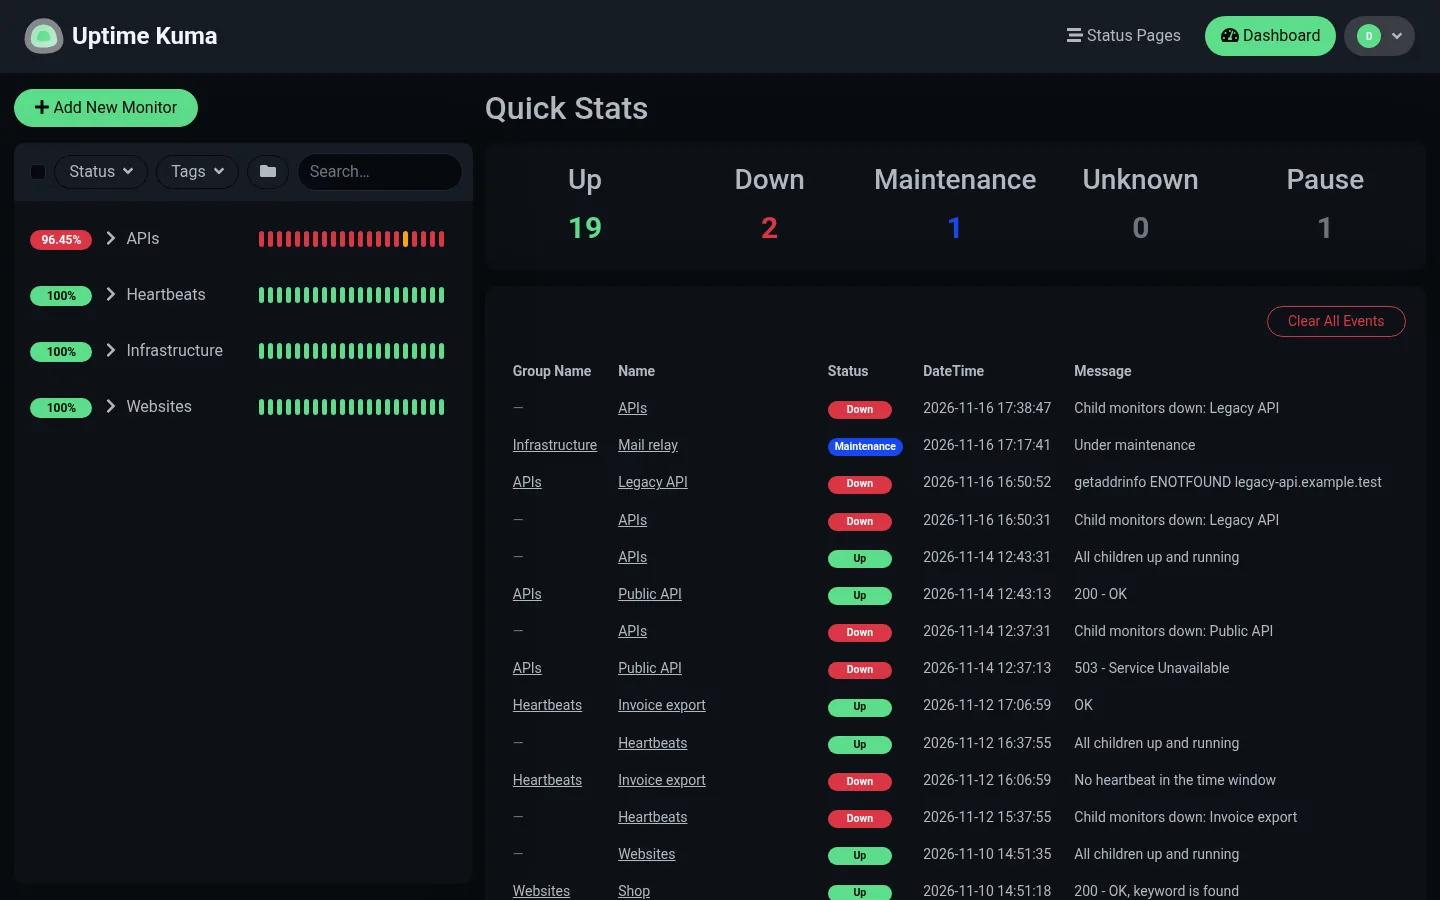 Uptime Kuma
Status Pages
Dashboard
D
Add New Monitor
Status
Tags
Search...
96.45% APIs
100% Heartbeats
100% Infrastructure
100% Websites
Quick Stats
Up Down Maintenance Unknown Pause
19 2 1 0 1
Clear All Events
Group Name Name Status DateTime Message
— APIs Down 2026-11-16 17:38:47 Child monitors down: Legacy API
Infrastructure Mail relay Maintenance 2026-11-16 17:17:41 Under maintenance
APIs Legacy API Down 2026-11-16 16:50:52 getaddrinfo ENOTFOUND legacy-api.example.test
— APIs Down 2026-11-16 16:50:31 Child monitors down: Legacy API
— APIs Up 2026-11-14 12:43:31 All children up and running
APIs Public API Up 2026-11-14 12:43:13 200 - OK
— APIs Down 2026-11-14 12:37:31 Child monitors down: Public API
APIs Public API Down 2026-11-14 12:37:13 503 - Service Unavailable
Heartbeats Invoice export Up 2026-11-12 17:06:59 OK
— Heartbeats Up 2026-11-12 16:37:55 All children up and running
Heartbeats Invoice export Down 2026-11-12 16:06:59 No heartbeat in the time window
— Heartbeats Down 2026-11-12 15:37:55 Child monitors down: Invoice export
— Websites Up 2026-11-10 14:51:35 All children up and running
Websites Shop Up 2026-11-10 14:51:18 200 - OK, keyword is found